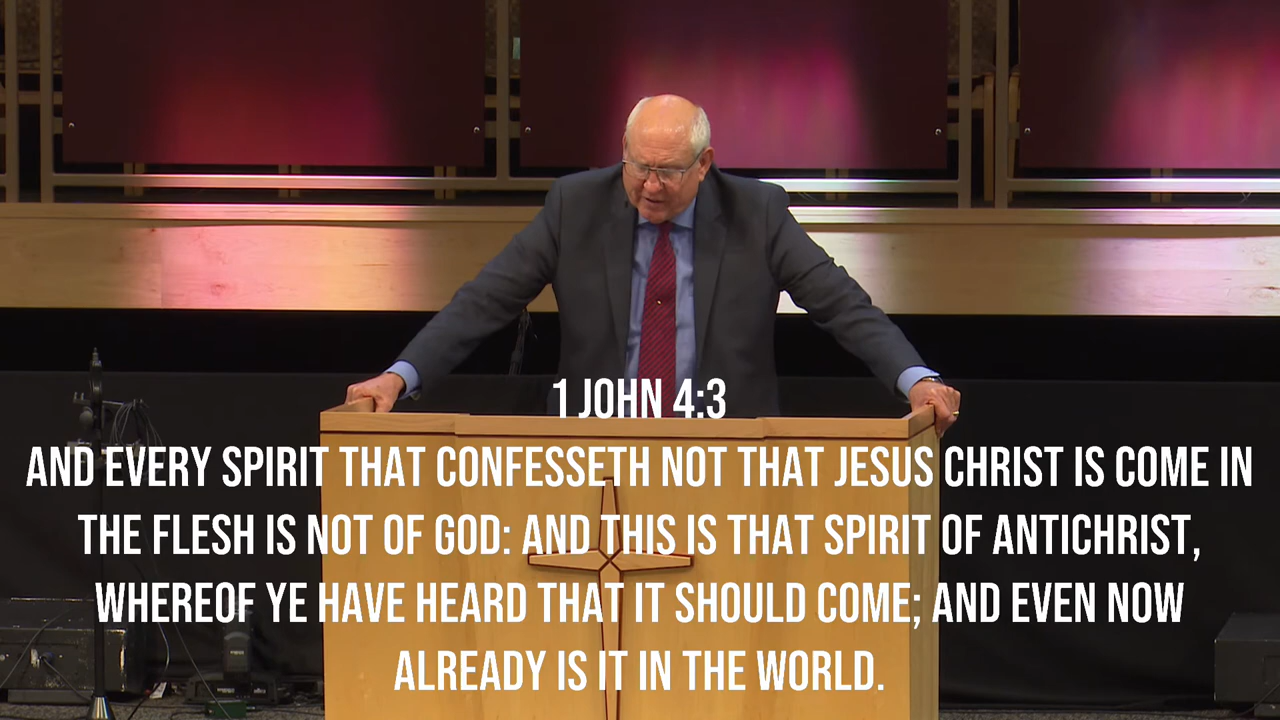 1 JOHN 4:3
AND EVERY SPIRIT THAT CONFESSETH NOT THAT JESUS CHRIST IS COME IN
THE FLESH IS NOT OF GOD: AND THIS IS THAT SPIRIT OF ANTICHRIST,
WHEREOF YE HAVE HEARD THAT IT SHOULD COME; AND EVEN NOW
ALREADY IS IT IN THE WORLD.